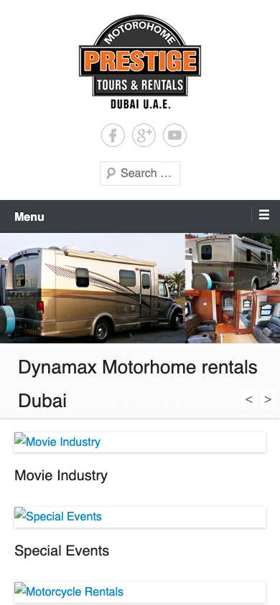 MOTOROHOME
PRESTIGE
TOURS & RENTALS
DUBAI U.A.E.
Search …
Menu
Dynamax Motorhome rentals
Dubai
< >
Movie Industry
Movie Industry
Special Events
Special Events
Motorcycle Rentals